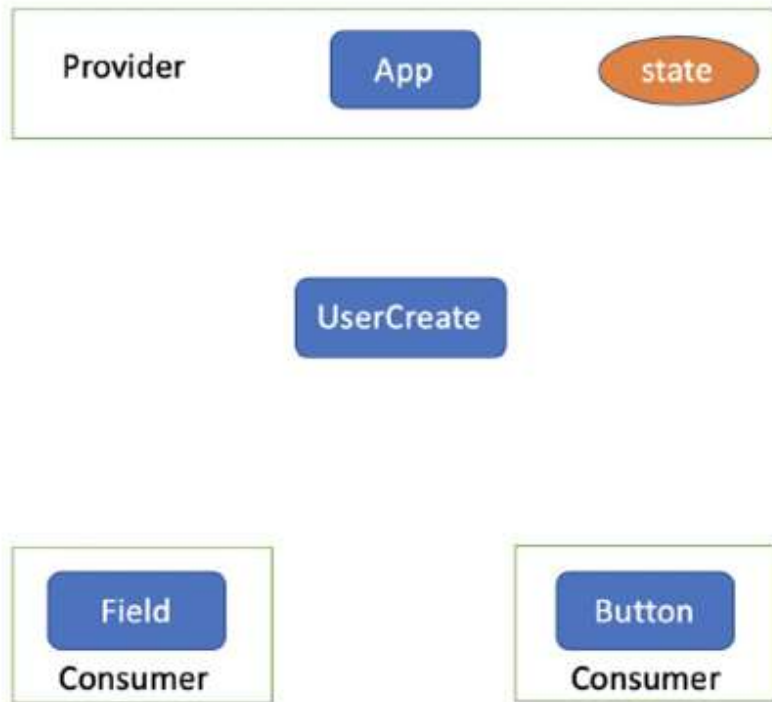 Provider
App
state
UserCreate
Field
Consumer
Button
Consumer